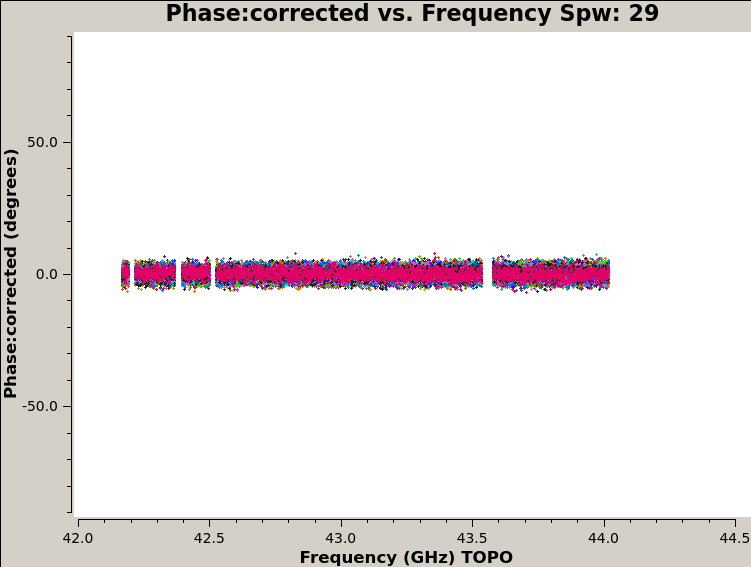 Phase:corrected vs. Frequency Spw: 29
Phase:corrected (degrees)
50.0
0.0
-50.0
42.0 42.5 43.0 43.5 44.0 44.5
Frequency (GHz) TOPO